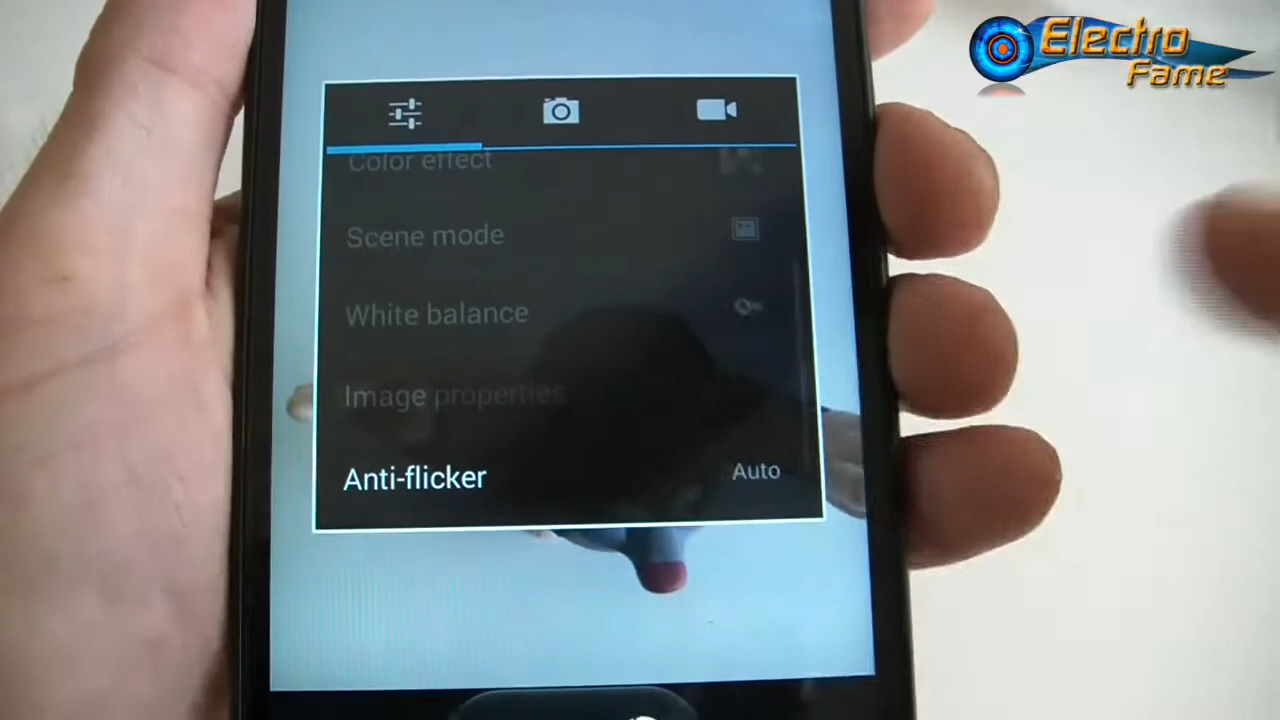 Electro
Fame
Color effect
Scene mode
White balance
Image properties
Anti-flicker Auto